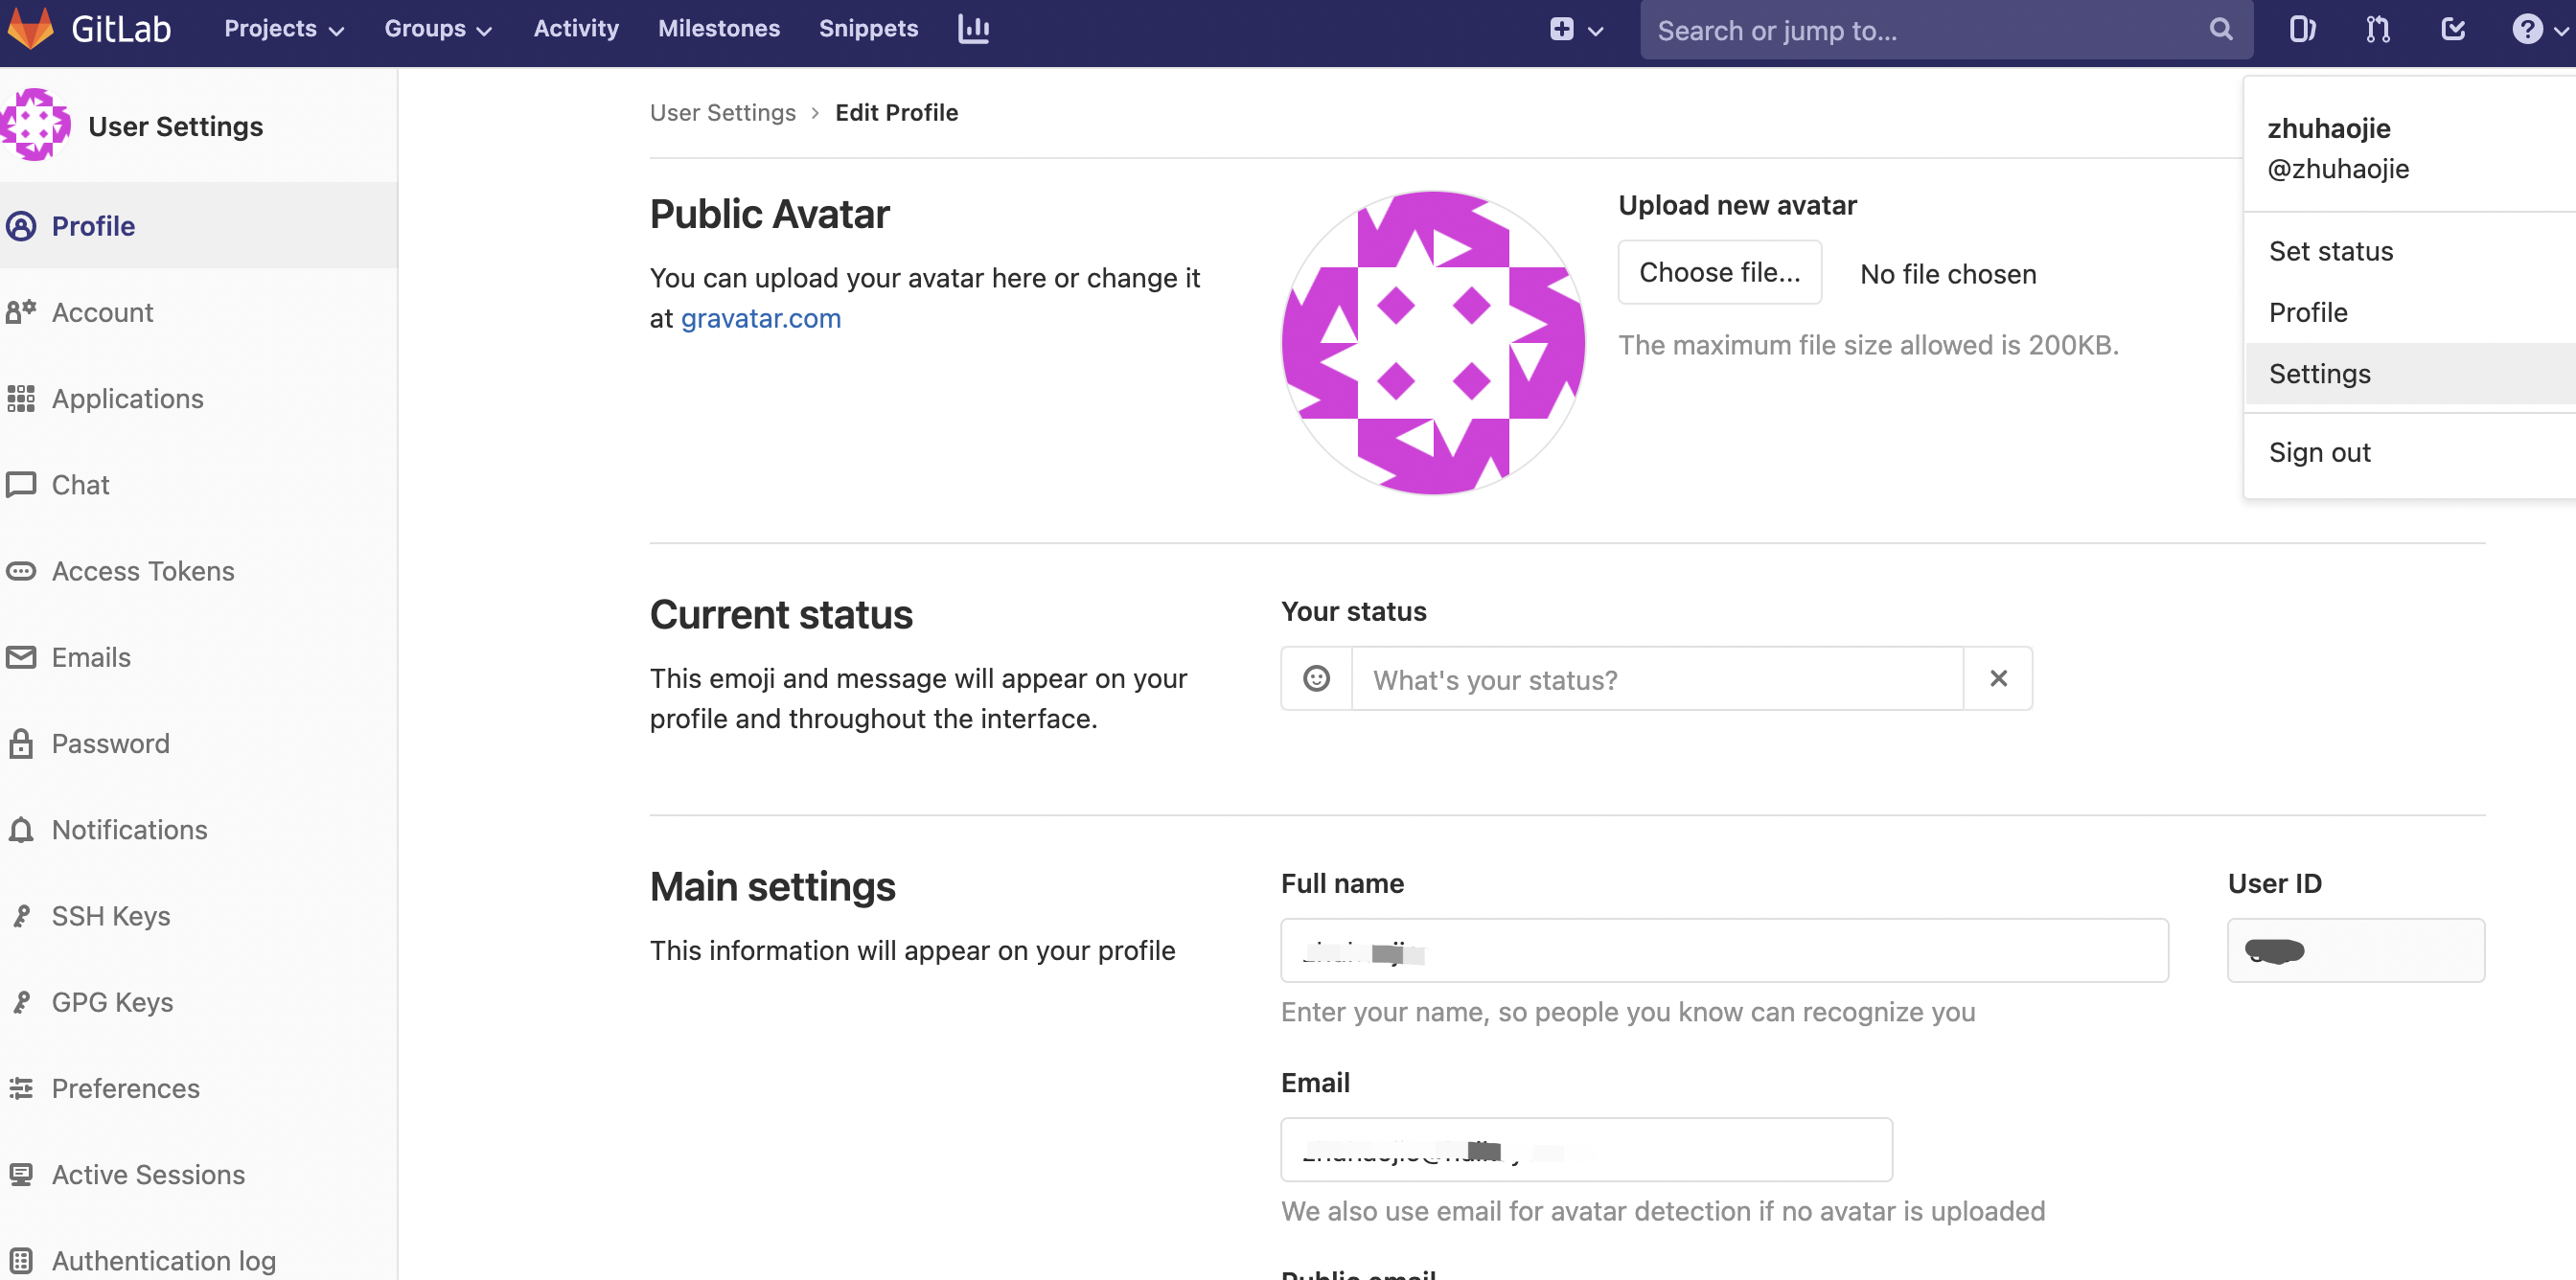 GitLab
Projects
Groups
Activity
Milestones
Snippets
Search or jump to...
User Settings
Profile
Account
Applications
Chat
Access Tokens
Emails
Password
Notifications
SSH Keys
GPG Keys
Preferences
Active Sessions
Authentication log
User Settings › Edit Profile
Public Avatar
You can upload your avatar here or change it
at gravatar.com
Upload new avatar
Choose file...
No file chosen
The maximum file size allowed is 200KB.
Current status
This emoji and message will appear on your
profile and throughout the interface.
Your status
What's your status?
Main settings
This information will appear on your profile
Full name
Enter your name, so people you know can recognize you
User ID
Email
We also use email for avatar detection if no avatar is uploaded
Public email
zhuhaojie
@zhuhaojie
Set status
Profile
Settings
Sign out